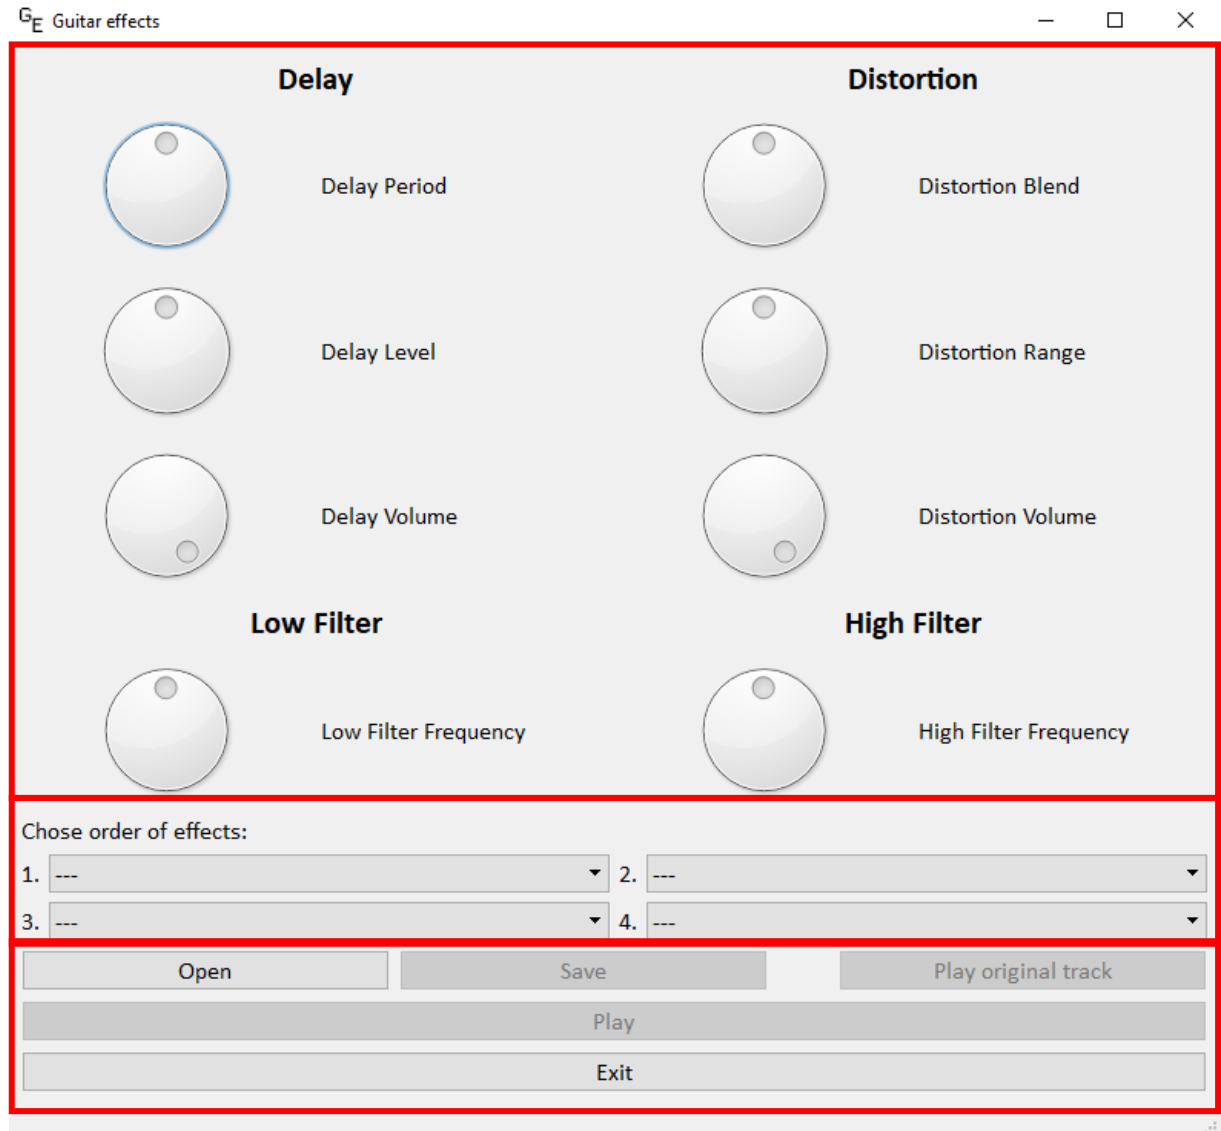 GE Guitar effects
Delay
Distortion
Delay Period
Distortion Blend
Delay Level
Distortion Range
Delay Volume
Distortion Volume
Low Filter
High Filter
Low Filter Frequency
High Filter Frequency
Chose order of effects:
1. ---
2. ---
3. ---
4. ---
Open
Save
Play original track
Play
Exit